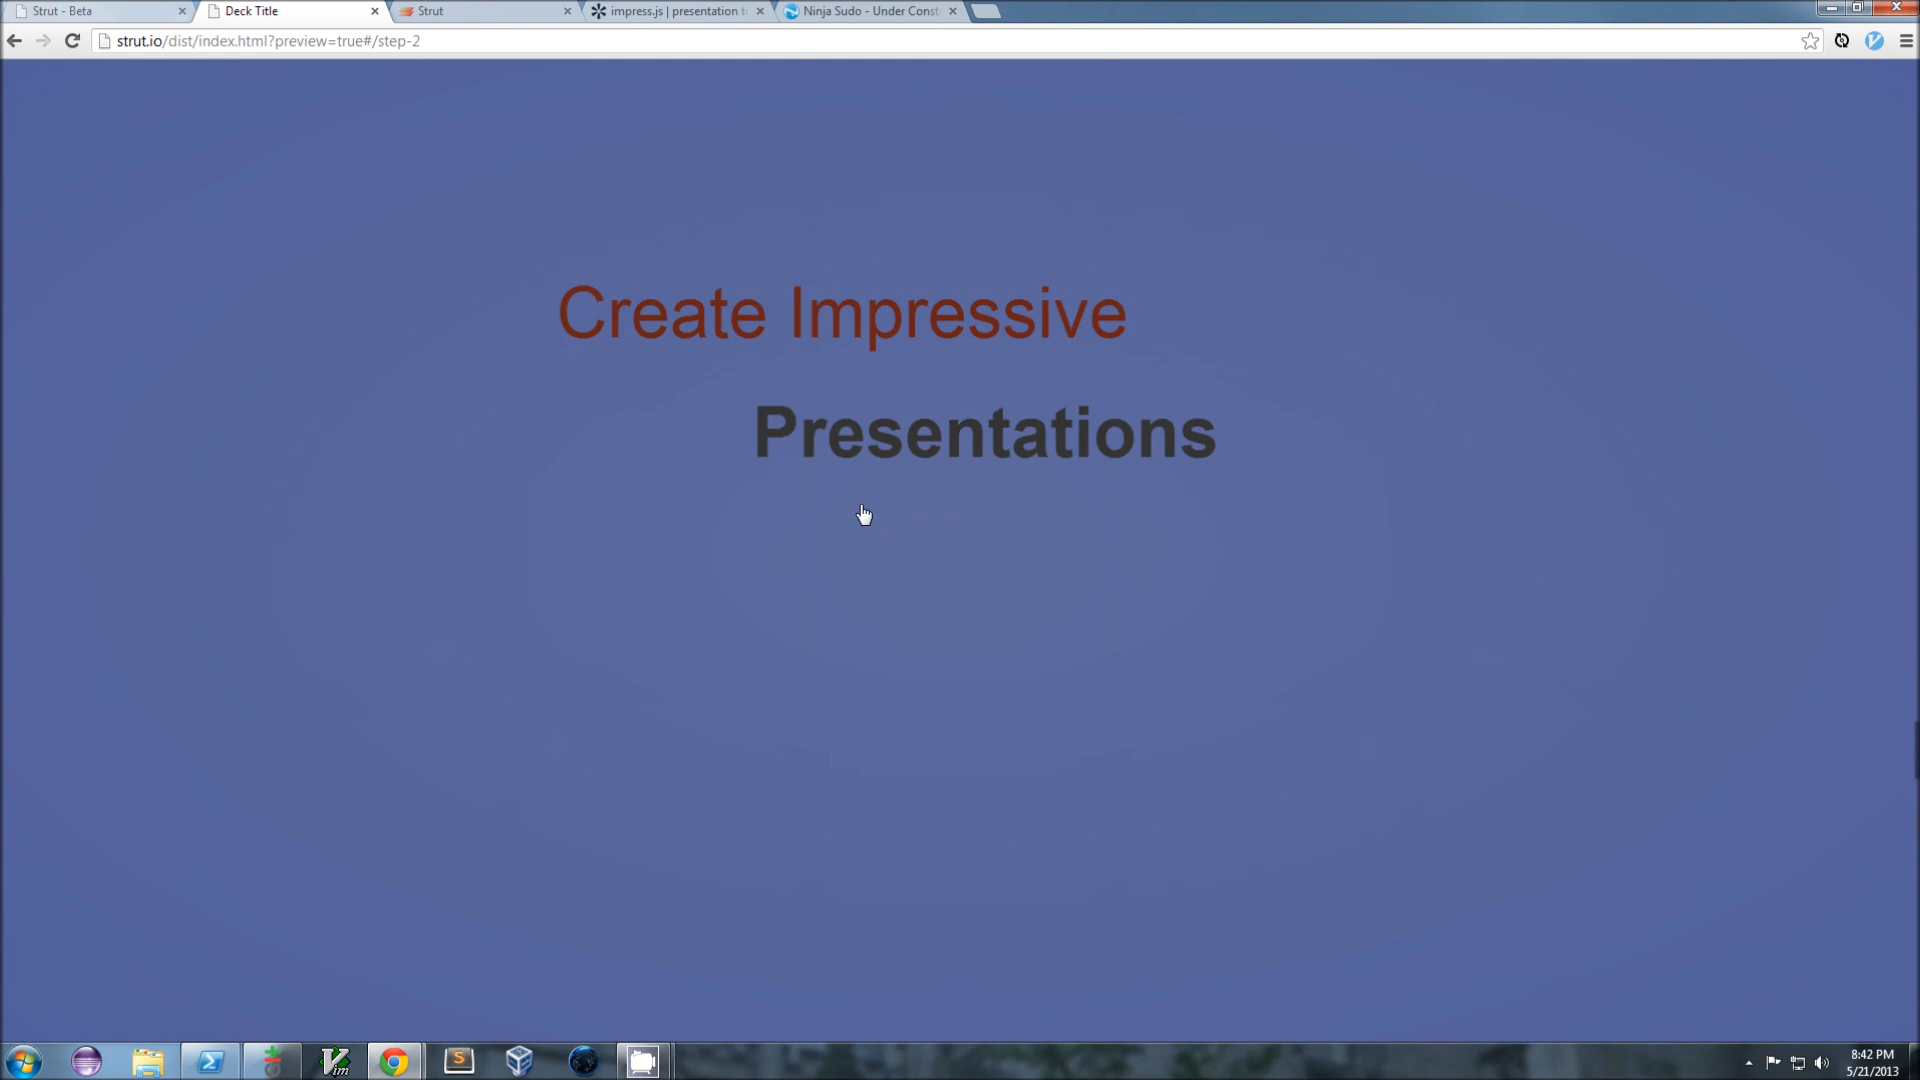 Strut - Beta
Deck Title
Strut
impress.js | presentation t
Ninja Sudo - Under Const
strut.io/dist/index.html?preview=true#/step-2
Create Impressive
Presentations
S
Vim
8:42 PM
5/21/2013